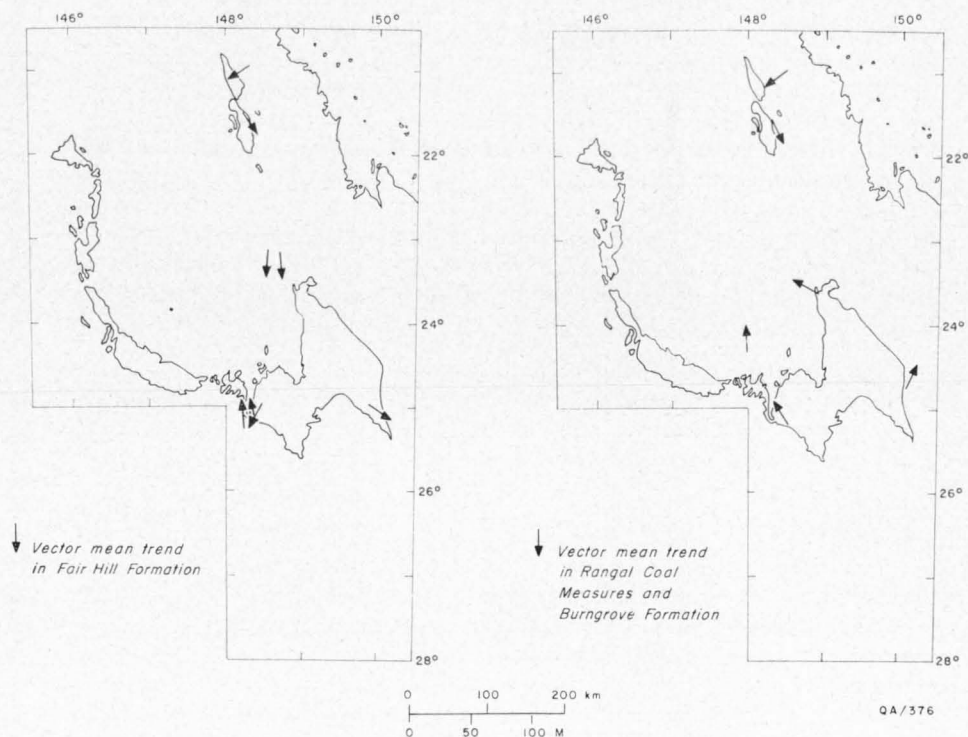 146° 148° 150° 146° 148° 150°
22° 22°
24° 24°
26° 26°
28° 28°
Vector mean trend
in Fair Hill Formation
Vector mean trend
in Rangal Coal
Measures and
Burngrove Formation
0 100 200 km
0 50 100 M
QA/376